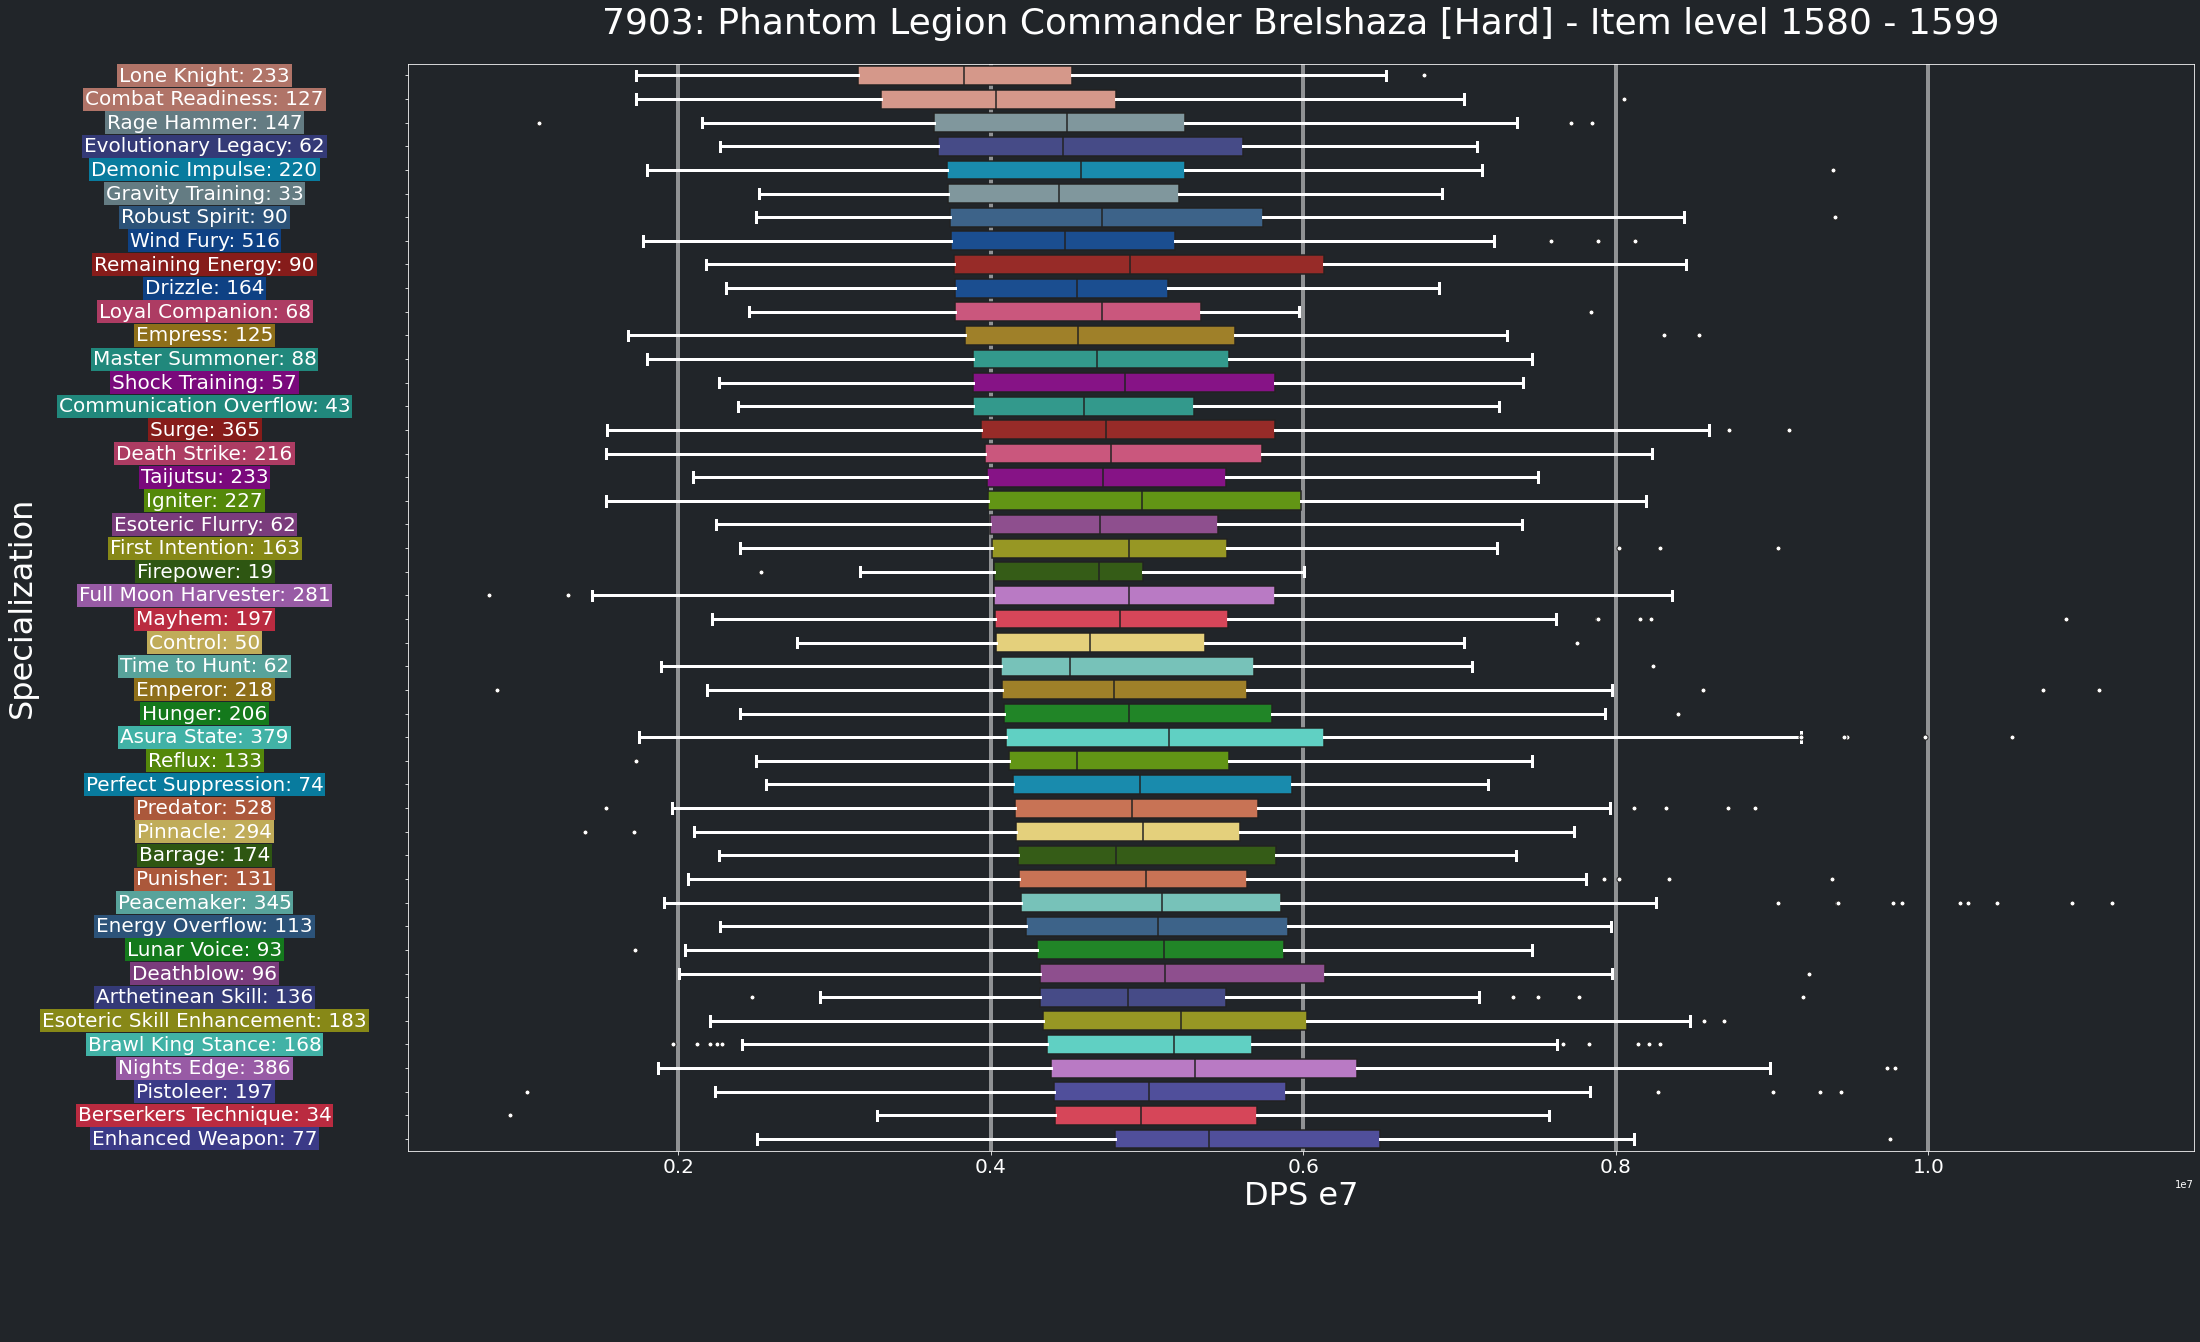 7903: Phantom Legion Commander Brelshaza [Hard] - Item level 1580 - 1599
Lone Knight: 233
Combat Readiness: 127
Rage Hammer: 147
Evolutionary Legacy: 62
Demonic Impulse: 220
Gravity Training: 33
Robust Spirit: 90
Wind Fury: 516
Remaining Energy: 90
Drizzle: 164
Loyal Companion: 68
Empress: 125
Master Summoner: 88
Shock Training: 57
Communication Overflow: 43
Surge: 365
Death Strike: 216
Taijutsu: 233
Igniter: 227
Esoteric Flurry: 62
First Intention: 163
Firepower: 19
Full Moon Harvester: 281
Mayhem: 197
Control: 50
Time to Hunt: 62
Emperor: 218
Hunger: 206
Asura State: 379
Reflux: 133
Perfect Suppression: 74
Predator: 528
Pinnacle: 294
Barrage: 174
Punisher: 131
Peacemaker: 345
Energy Overflow: 113
Lunar Voice: 93
Deathblow: 96
Arthetinean Skill: 136
Esoteric Skill Enhancement: 183
Brawl King Stance: 168
Nights Edge: 386
Pistoleer: 197
Berserkers Technique: 34
Enhanced Weapon: 77
Specialization
0.2 0.4 0.6 0.8 1.0
DPS e7
1e7